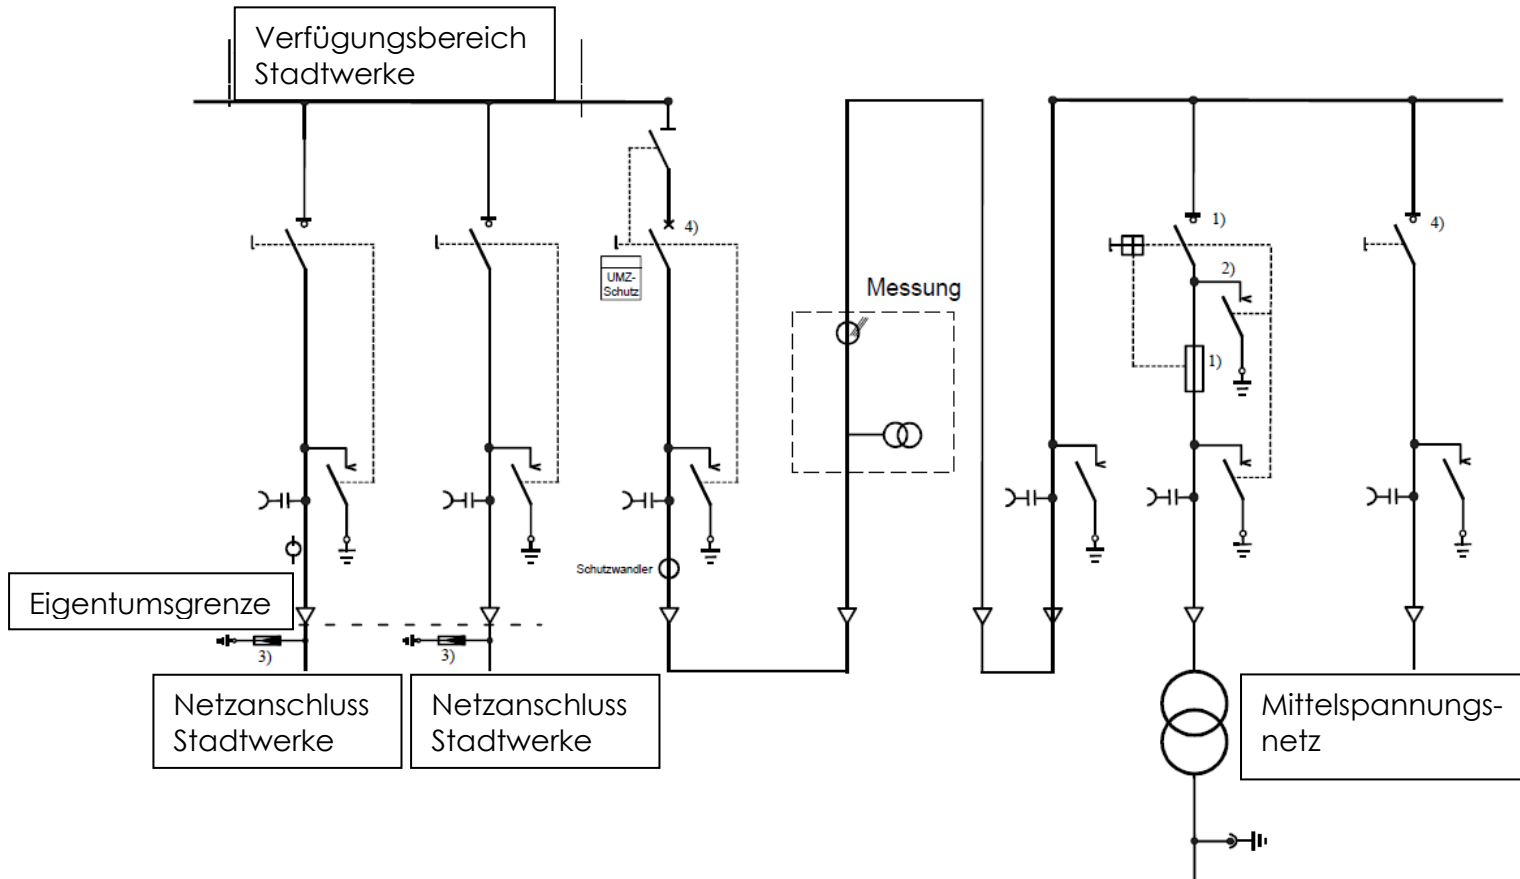 Verfügungsbereich
Stadtwerke
4)
UMZ-
Schutz
Messung
1)
2)
1)
4)
Schutzwandler
Eigentumsgrenze
3)
3)
Netzanschluss
Stadtwerke
Netzanschluss
Stadtwerke
Mittelspannungs-
netz